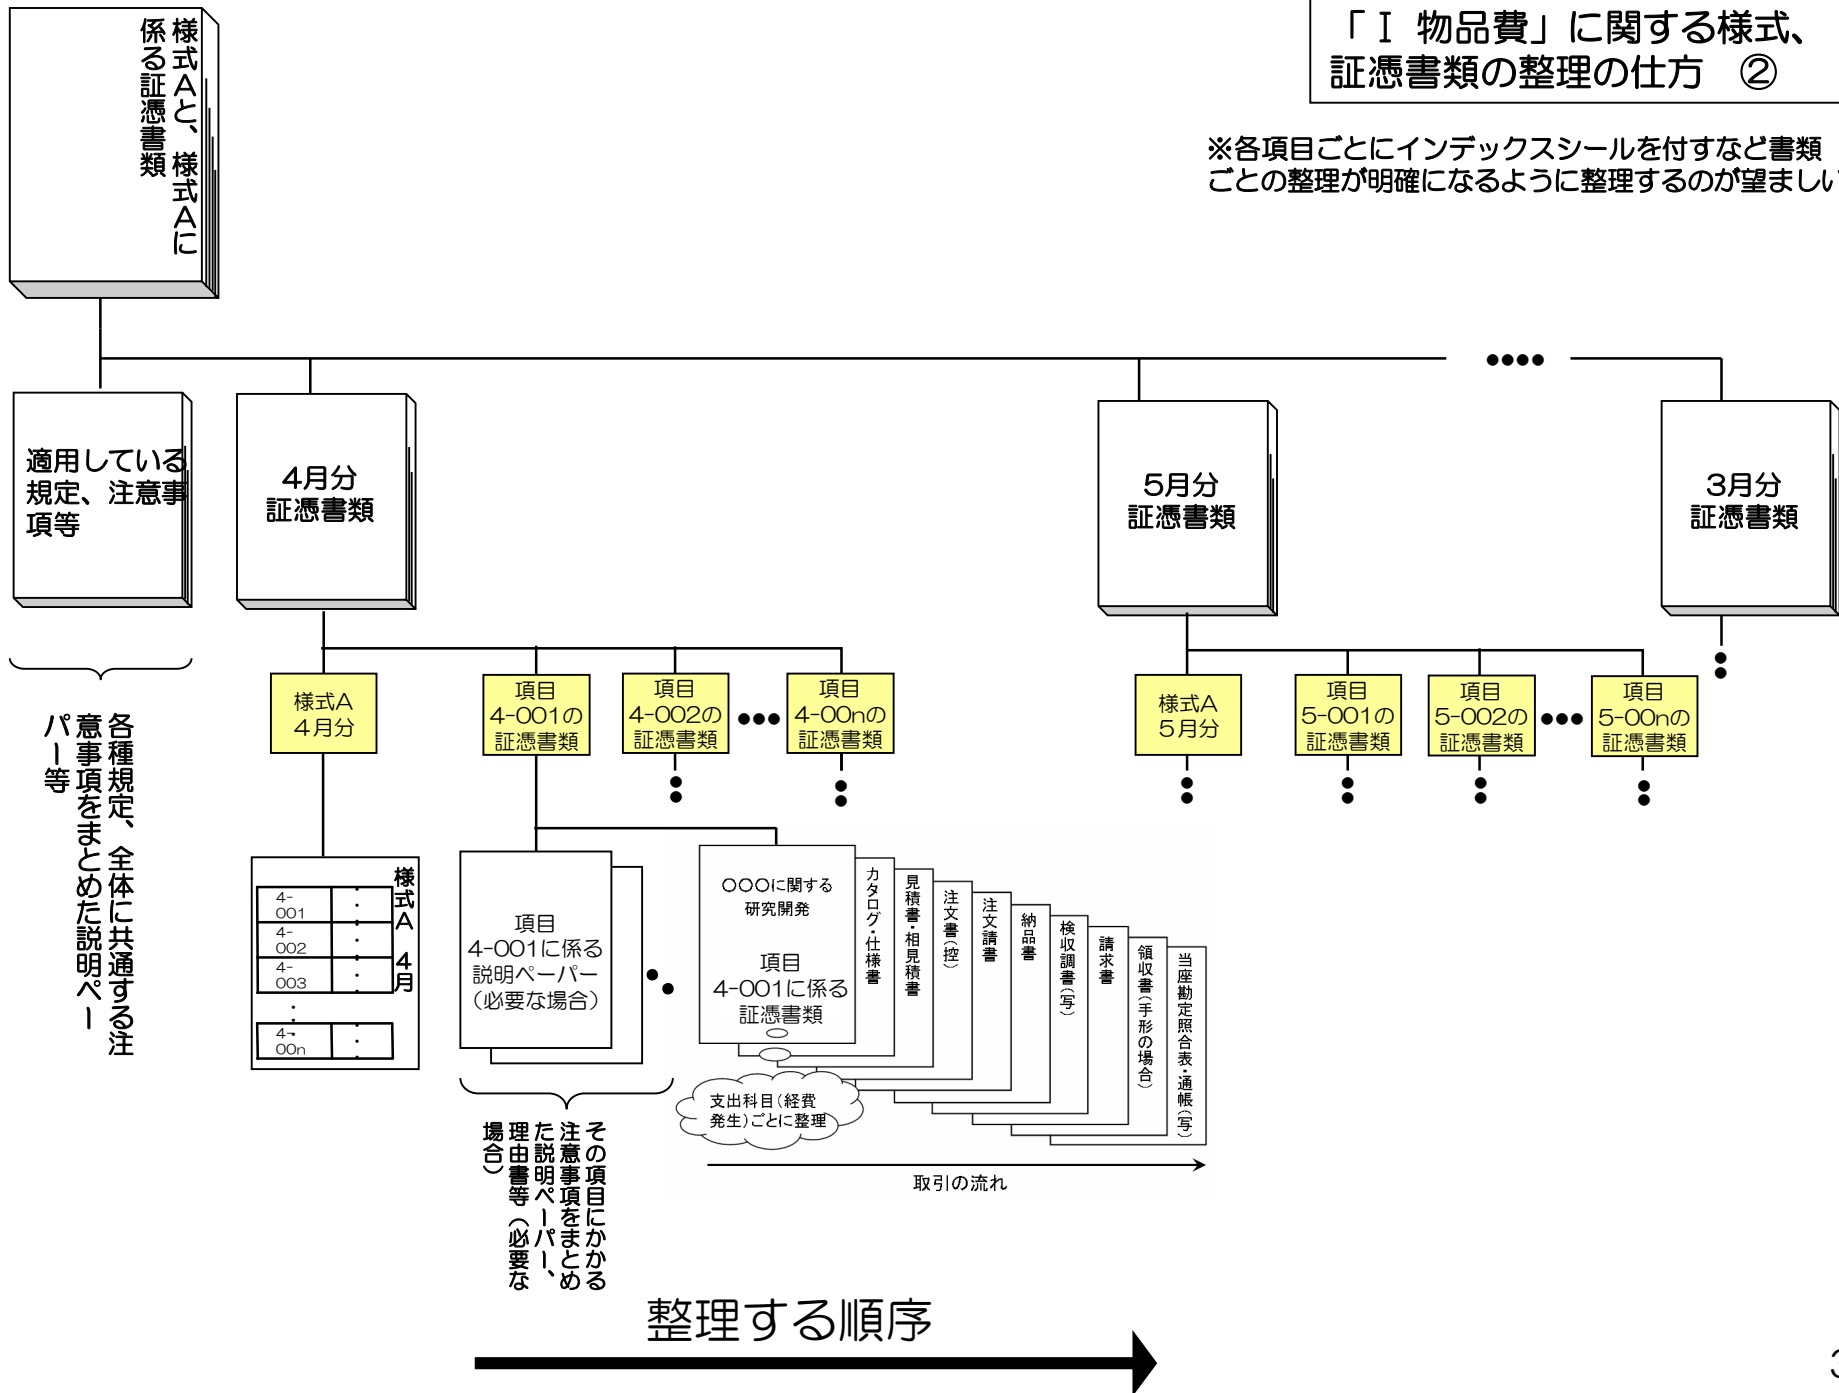 「Ⅰ 物品費」に関する様式、
証憑書類の整理の仕方 ②
※各項目ごとにインデックスシールを付すなど書類
ごとの整理が明確になるように整理するのが望ましい
様式Aと、様式Aに
係る証憑書類
適用している
規定、注意事
項等
4月分
証憑書類
5月分
証憑書類
3月分
証憑書類
各種規定、全体に共通する注
意事項をまとめた説明ペー
パー等
様式A
4月分
項目
4-001の
証憑書類
項目
4-002の
証憑書類
●●●
項目
4-00nの
証憑書類
様式A
5月分
項目
5-001の
証憑書類
項目
5-002の
証憑書類
●●●
項目
5-00nの
証憑書類
様式A 4月
4-
001
4-
002
4-
003
4-
00n
項目
4-001に係る
説明ペーパー
(必要な場合)
○○○に関する
研究開発
項目
4-001に係る
証憑書類
カタログ・仕様書
見積書・相見積書
注文書(控)
注文請書
納品書
検収調書(写)
請求書
領収書(手形の場合)
当座勘定照合表・通帳(写)
支出科目(経費
発生)ごとに整理
取引の流れ
その項目にかかる
注意事項をまとめ
た説明ペーパー、
理由書等(必要な
場合)
整理する順序